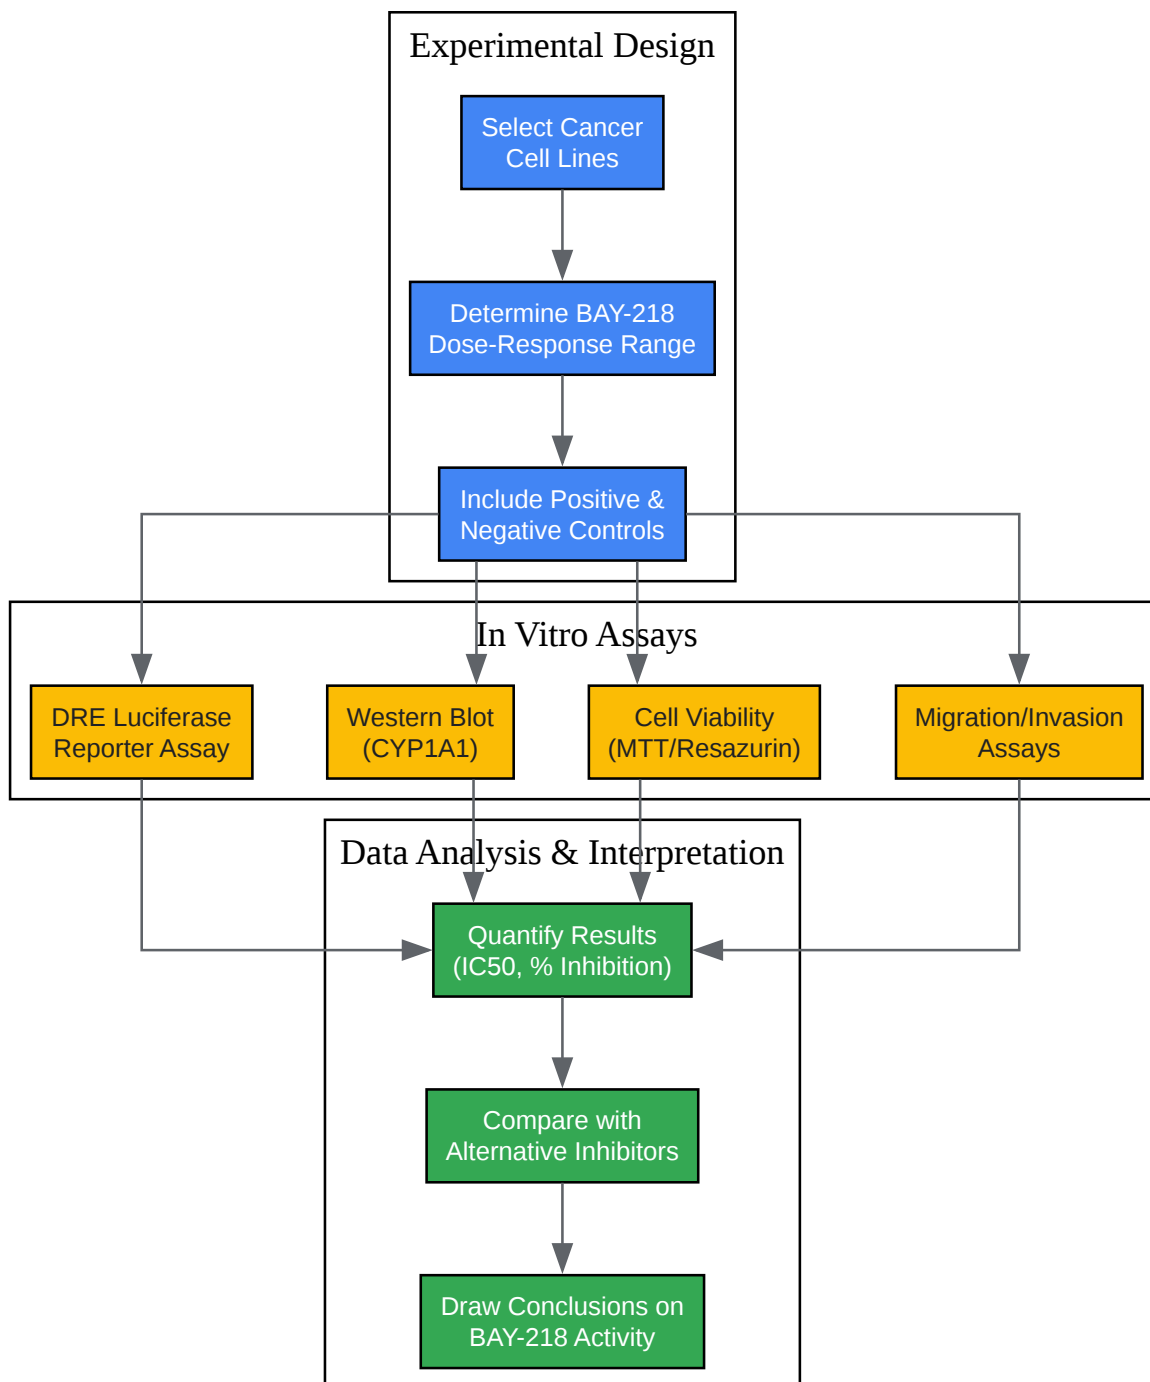 Experimental Design
Select Cancer
Cell Lines
Determine BAY-218
Dose-Response Range
Include Positive &
Negative Controls
In Vitro Assays
DRE Luciferase
Reporter Assay
Western Blot
(CYP1A1)
Cell Viability
(MTT/Resazurin)
Migration/Invasion
Assays
Data Analysis & Interpretation
Quantify Results
(IC50, % Inhibition)
Compare with
Alternative Inhibitors
Draw Conclusions on
BAY-218 Activity